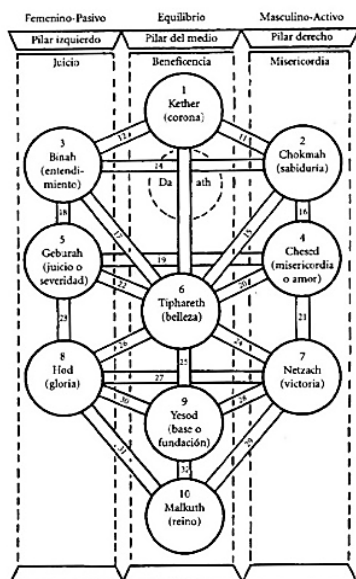 Femenino-Pasivo Equilibrio Masculino-Activo
Pilar izquierdo Pilar del medio Pilar derecho
Juicio Beneficencia Misericordia
1
Kether
(corona)
12 11
3
Binah
(entendi-
miento)
2
Chokmah
(sabiduría)
14
Da ath
18 17 15 16
5
Geburah
(juicio o
severidad)
4
Chesed
(misericordia
o amor)
19
22 20
6
Tiphareth
(belleza)
23 21
26 24
25
8
Hod
(gloria)
7
Netzach
(victoria)
27
30 28
9
Yesod
(base o
fundación)
31 32 29
10
Malkuth
(reino)